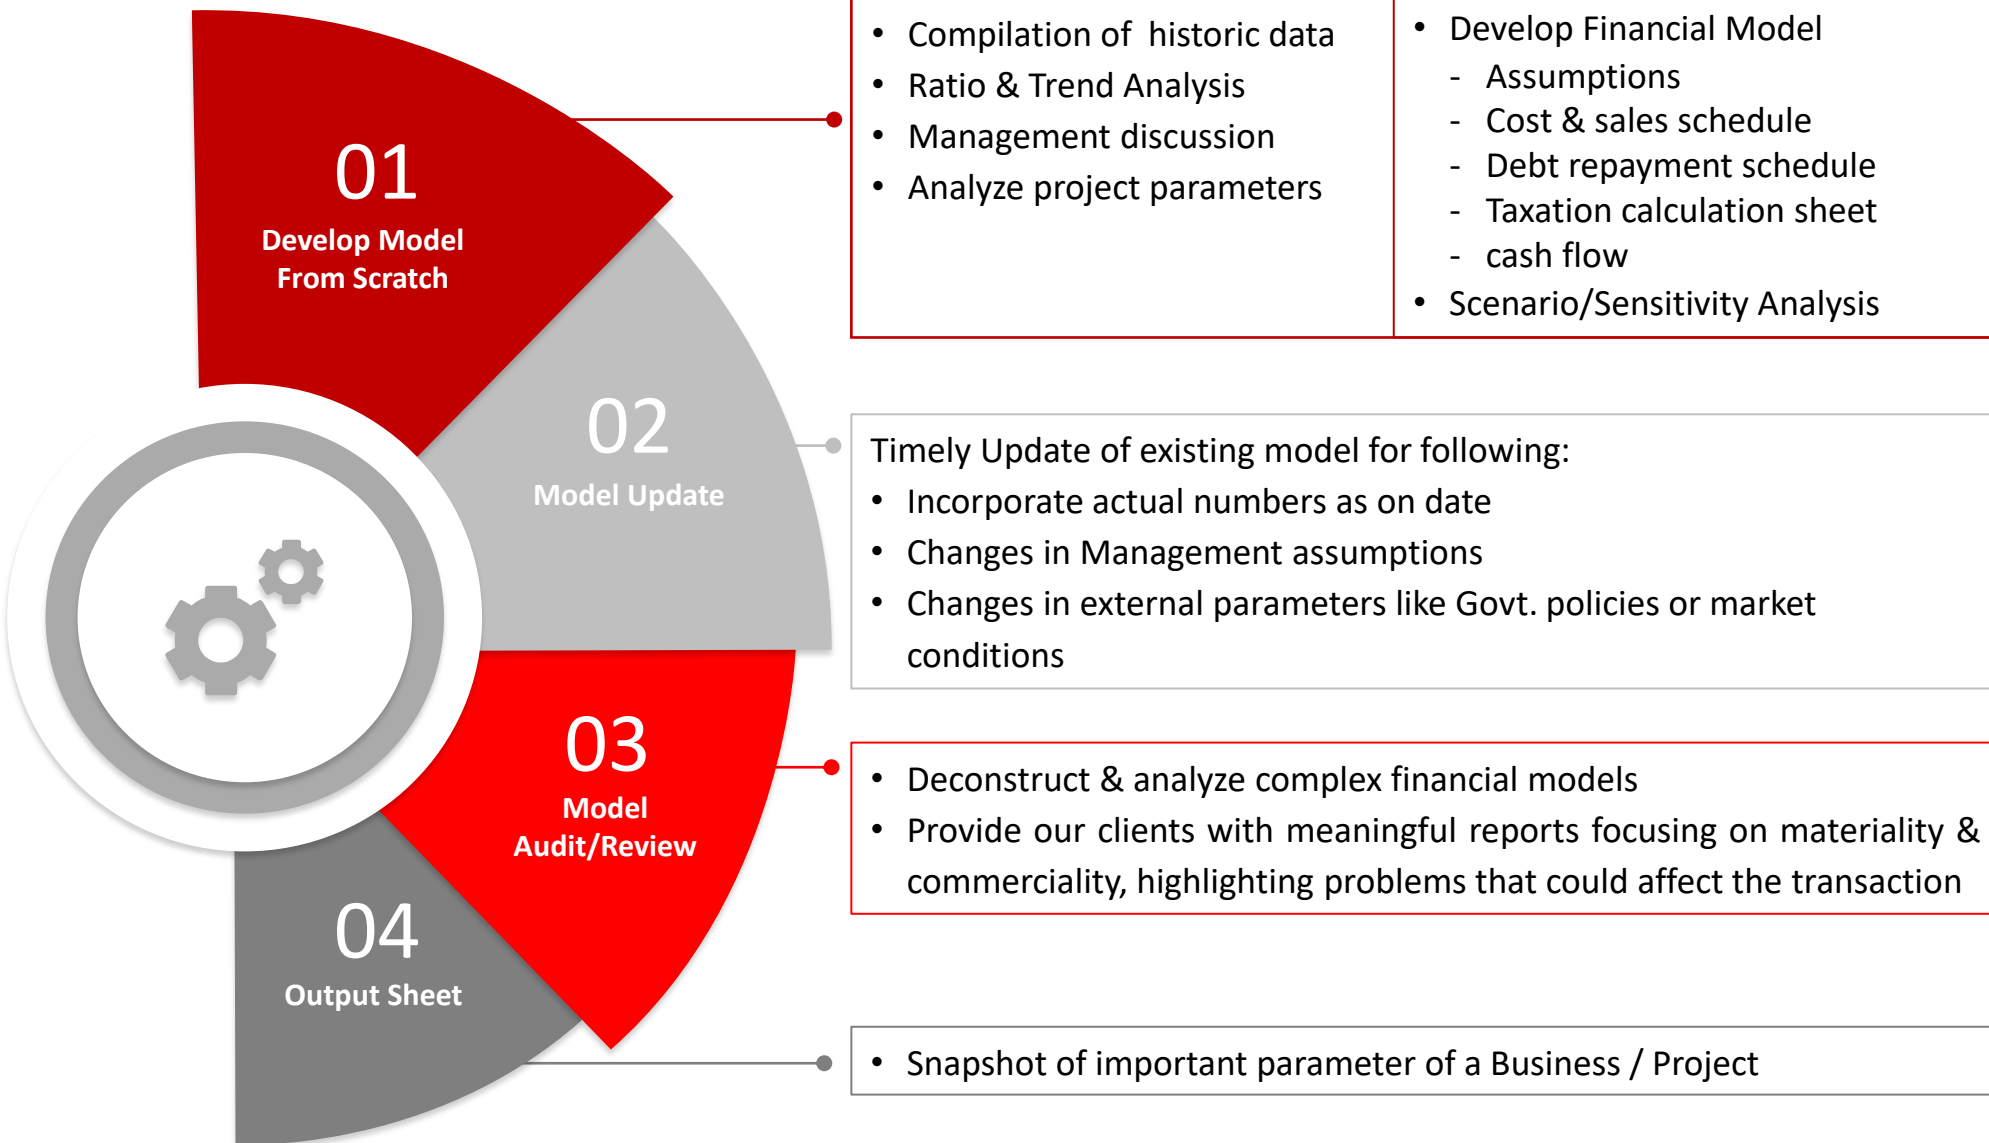 01
Develop Model
From Scratch
• Compilation of historic data
• Ratio & Trend Analysis
• Management discussion
• Analyze project parameters
• Develop Financial Model
- Assumptions
- Cost & sales schedule
- Debt repayment schedule
- Taxation calculation sheet
- cash flow
• Scenario/Sensitivity Analysis
02
Model Update
Timely Update of existing model for following:
• Incorporate actual numbers as on date
• Changes in Management assumptions
• Changes in external parameters like Govt. policies or market
conditions
03
Model
Audit/Review
• Deconstruct & analyze complex financial models
• Provide our clients with meaningful reports focusing on materiality &
commerciality, highlighting problems that could affect the transaction
04
Output Sheet
• Snapshot of important parameter of a Business / Project